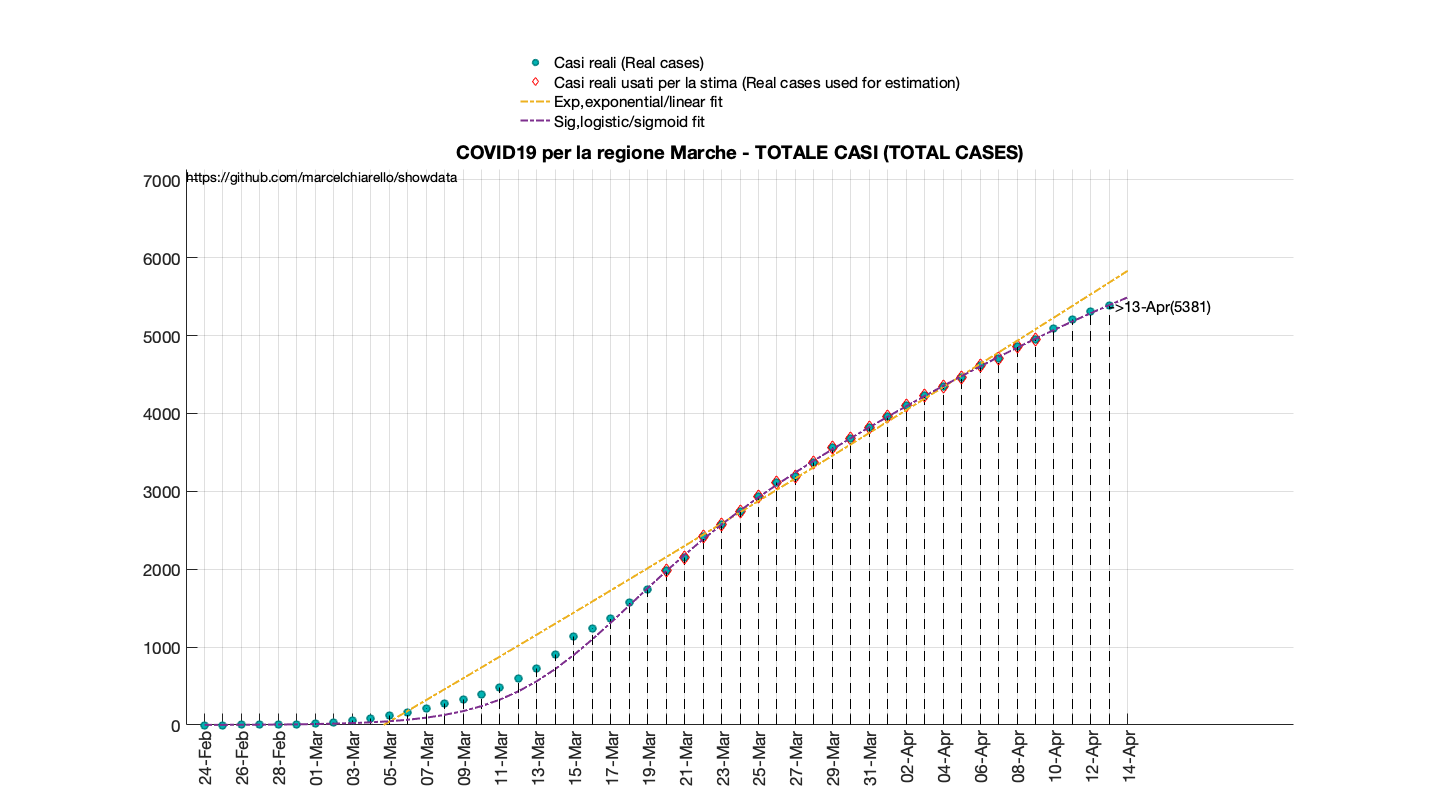 Casi reali (Real cases)
Casi reali usati per la stima (Real cases used for estimation)
Exp,exponential/linear fit
Sig,logistic/sigmoid fit
COVID19 per la regione Marche - TOTALE CASI (TOTAL CASES)
https://github.com/marcelchiarello/showdata
7000
6000
5000
4000
3000
2000
1000
0
->13-Apr(5381)
24-Feb
26-Feb
28-Feb
01-Mar
03-Mar
05-Mar
07-Mar
09-Mar
11-Mar
13-Mar
15-Mar
17-Mar
19-Mar
21-Mar
23-Mar
25-Mar
27-Mar
29-Mar
31-Mar
02-Apr
04-Apr
06-Apr
08-Apr
10-Apr
12-Apr
14-Apr